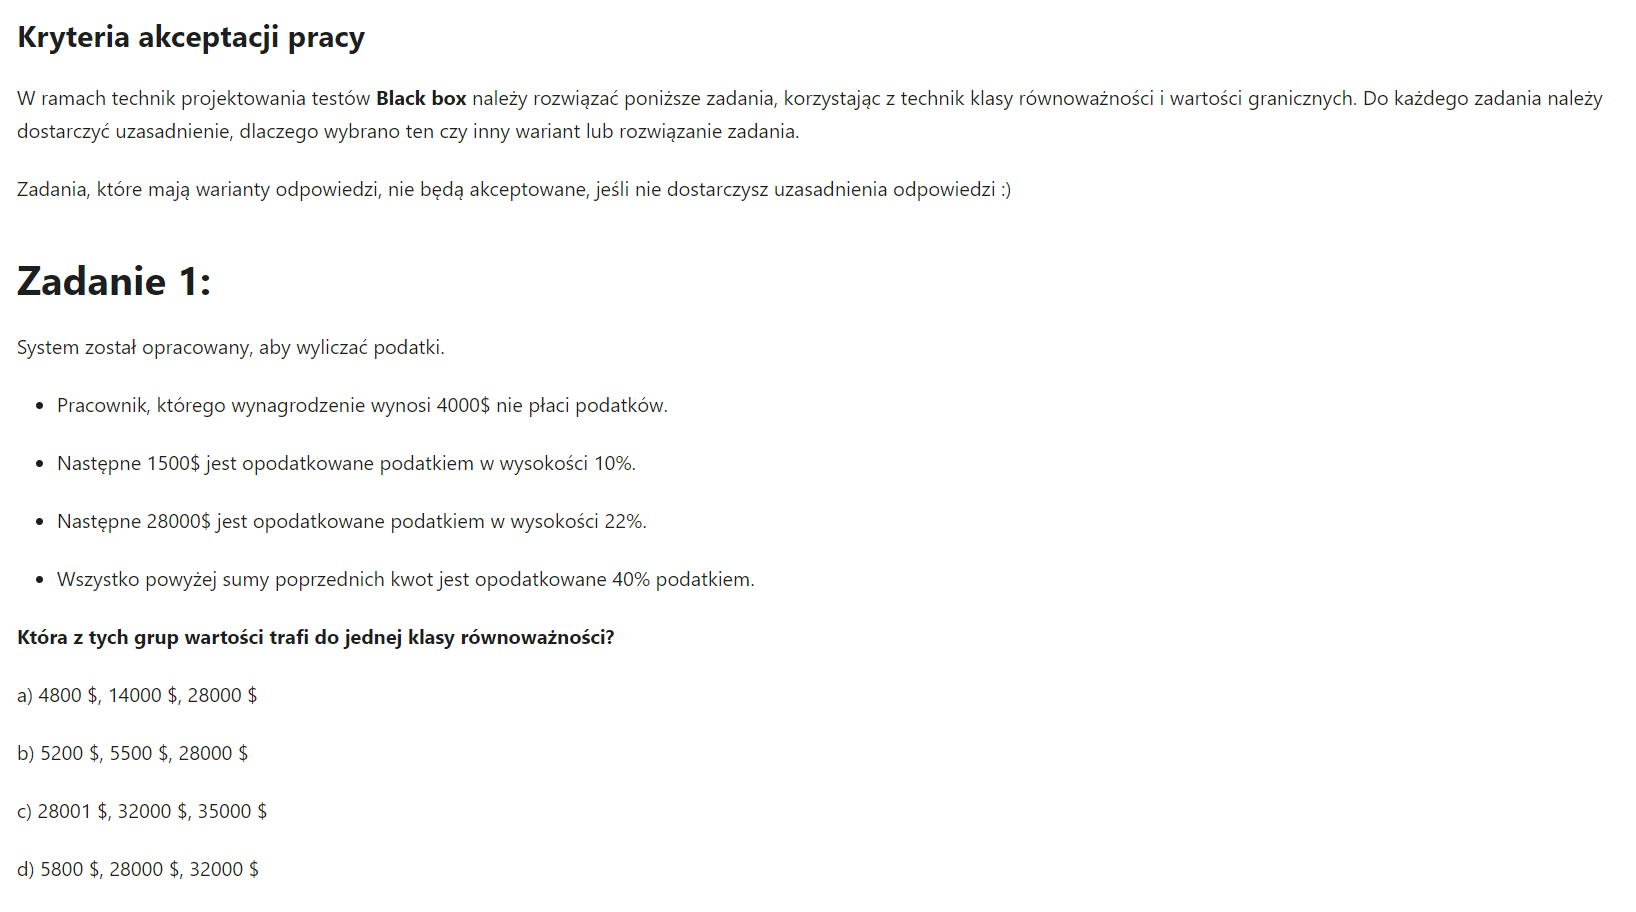 Kryteria akceptacji pracy
W ramach technik projektowania testów Black box należy rozwiązać poniższe zadania, korzystając z technik klasy równoważności i wartości granicznych. Do każdego zadania należy
dostarczyć uzasadnienie, dlaczego wybrano ten czy inny wariant lub rozwiązanie zadania.
Zadania, które mają warianty odpowiedzi, nie będą akceptowane, jeśli nie dostarczysz uzasadnienia odpowiedzi :)
Zadanie 1:
System został opracowany, aby wyliczać podatki.
• Pracownik, którego wynagrodzenie wynosi 4000$ nie płaci podatków.
• Następne 1500$ jest opodatkowane podatkiem w wysokości 10%.
• Następne 28000$ jest opodatkowane podatkiem w wysokości 22%.
• Wszystko powyżej sumy poprzednich kwot jest opodatkowane 40% podatkiem.
Która z tych grup wartości trafi do jednej klasy równoważności?
a) 4800 $, 14000 $, 28000 $
b) 5200 $, 5500 $, 28000 $
c) 28001 $, 32000 $, 35000 $
d) 5800 $, 28000 $, 32000 $